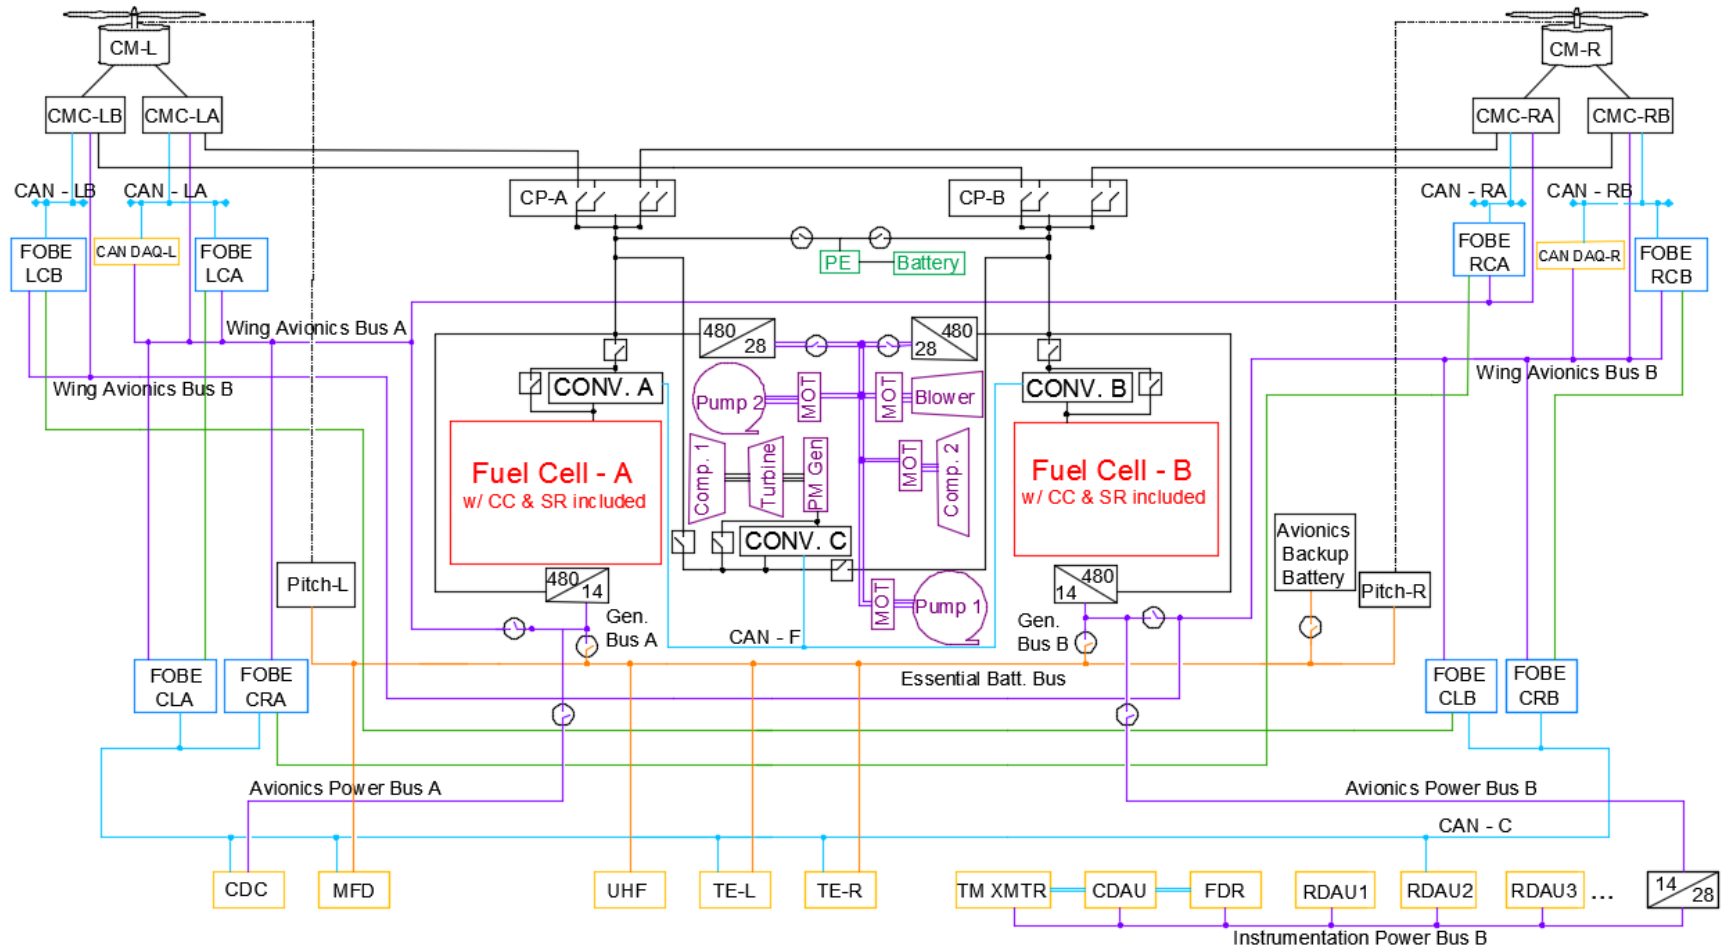 CM-L
CM-R
CMC-LB
CMC-LA
CMC-RA
CMC-RB
CAN - LB
CAN - LA
CP-A
CP-B
CAN - RA
CAN - RB
FOBE
LCB
CAN DAQ-L
FOBE
LCA
PE
Battery
FOBE
RCA
CAN DAQ-R
FOBE
RCB
Wing Avionics Bus A
480
28
480
28
Wing Avionics Bus B
CONV. A
Pump 2
MOT
MOT
Blower
CONV. B
Wing Avionics Bus B
Fuel Cell - A
w/ CC & SR included
Comp. 1
Turbine
PM Gen
MOT
Comp. 2
Fuel Cell - B
w/ CC & SR included
CONV. C
Avionics
Backup
Battery
Pitch-L
480
14
MOT
Pump 1
480
14
Pitch-R
Gen.
Bus A
CAN - F
Gen.
Bus B
Essential Batt. Bus
FOBE
CLA
FOBE
CRA
FOBE
CLB
FOBE
CRB
Avionics Power Bus A
Avionics Power Bus B
CAN - C
CDC
MFD
UHF
TE-L
TE-R
TM XMTR
CDAU
FDR
RDAU1
RDAU2
RDAU3 ...
14
28
Instrumentation Power Bus B